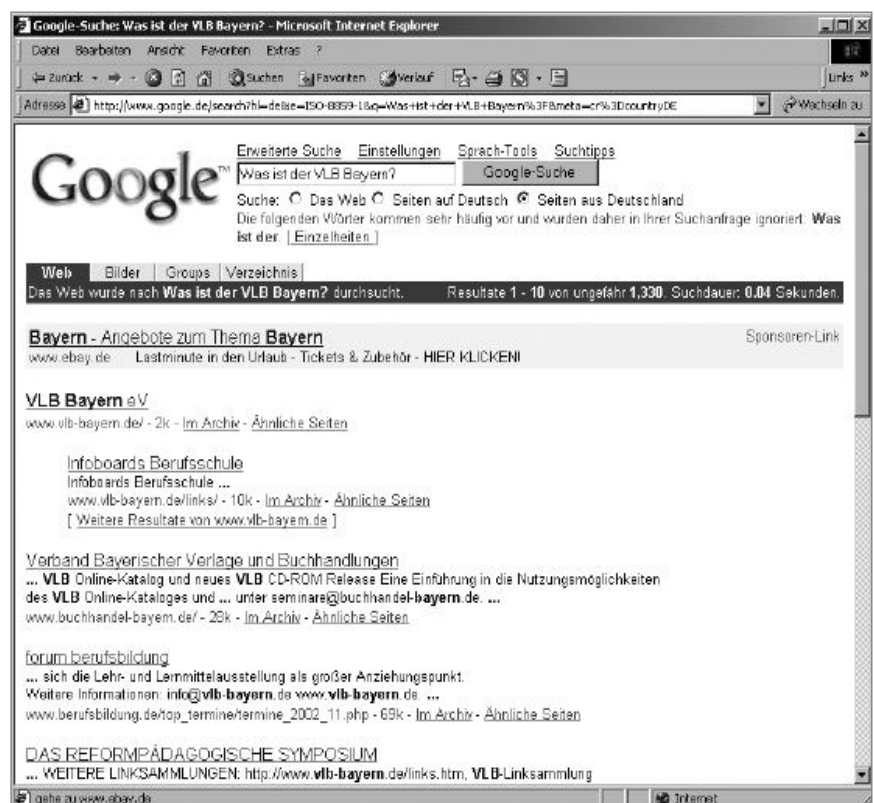 Google-Suche: Was ist der VLB Bayern? - Microsoft Internet Explorer
Datei Bearbeiten Ansicht Favoriten Extras ?
Zurück Suchen Favoriten Verlauf Links »
Adresse http://www.google.de/search?hl=de&ie=ISO-8859-1&q=Was+ist+der+VLB+Bayern%3F&meta=cr%3DcountryDE Wechseln zu
Erweiterte Suche Einstellungen Sprach-Tools Suchtipps
Google™ Was ist der VLB Bayern? Google-Suche
Suche: Das Web Seiten auf Deutsch Seiten aus Deutschland
Die folgenden Wörter kommen sehr häufig vor und wurden daher in Ihrer Suchanfrage ignoriert: Was
ist der. [ Einzelheiten ]
Web Bilder Groups Verzeichnis
Das Web wurde nach Was ist der VLB Bayern? durchsucht. Resultate 1 - 10 von ungefähr 1,330. Suchdauer: 0.04 Sekunden.
Bayern - Angebote zum Thema Bayern Sponsoren-Link
www.ebay.de Lastminute in den Urlaub - Tickets & Zubehör - HIER KLICKEN!
VLB Bayern eV
www.vlb-bayern.de/ - 2k - Im Archiv - Ähnliche Seiten
Infoboards Berufsschule
Infoboards Berufsschule ...
www.vlb-bayern.de/links/ - 10k - Im Archiv - Ähnliche Seiten
[ Weitere Resultate von www.vlb-bayern.de ]
Verband Bayerischer Verlage und Buchhandlungen
... VLB Online-Katalog und neues VLB CD-ROM Release Eine Einführung in die Nutzungsmöglichkeiten
des VLB Online-Kataloges und ... unter seminare@buchhandel-bayern.de. ...
www.buchhandel-bayern.de/ - 28k - Im Archiv - Ähnliche Seiten
forum berufsbildung
... sich die Lehr- und Lernmittelausstellung als großer Anziehungspunkt.
Weitere Informationen: info@vlb-bayern.de www.vlb-bayern.de. ...
www.berufsbildung.de/top_termine/termine_2002_11.php - 69k - Im Archiv - Ähnliche Seiten
DAS REFORMPÄDAGOGISCHE SYMPOSIUM
... WEITERE LINKSAMMLUNGEN: http://www.vlb-bayern.de/links.htm, VLB-Linksammlung
gehe zu www.ebay.de Internet